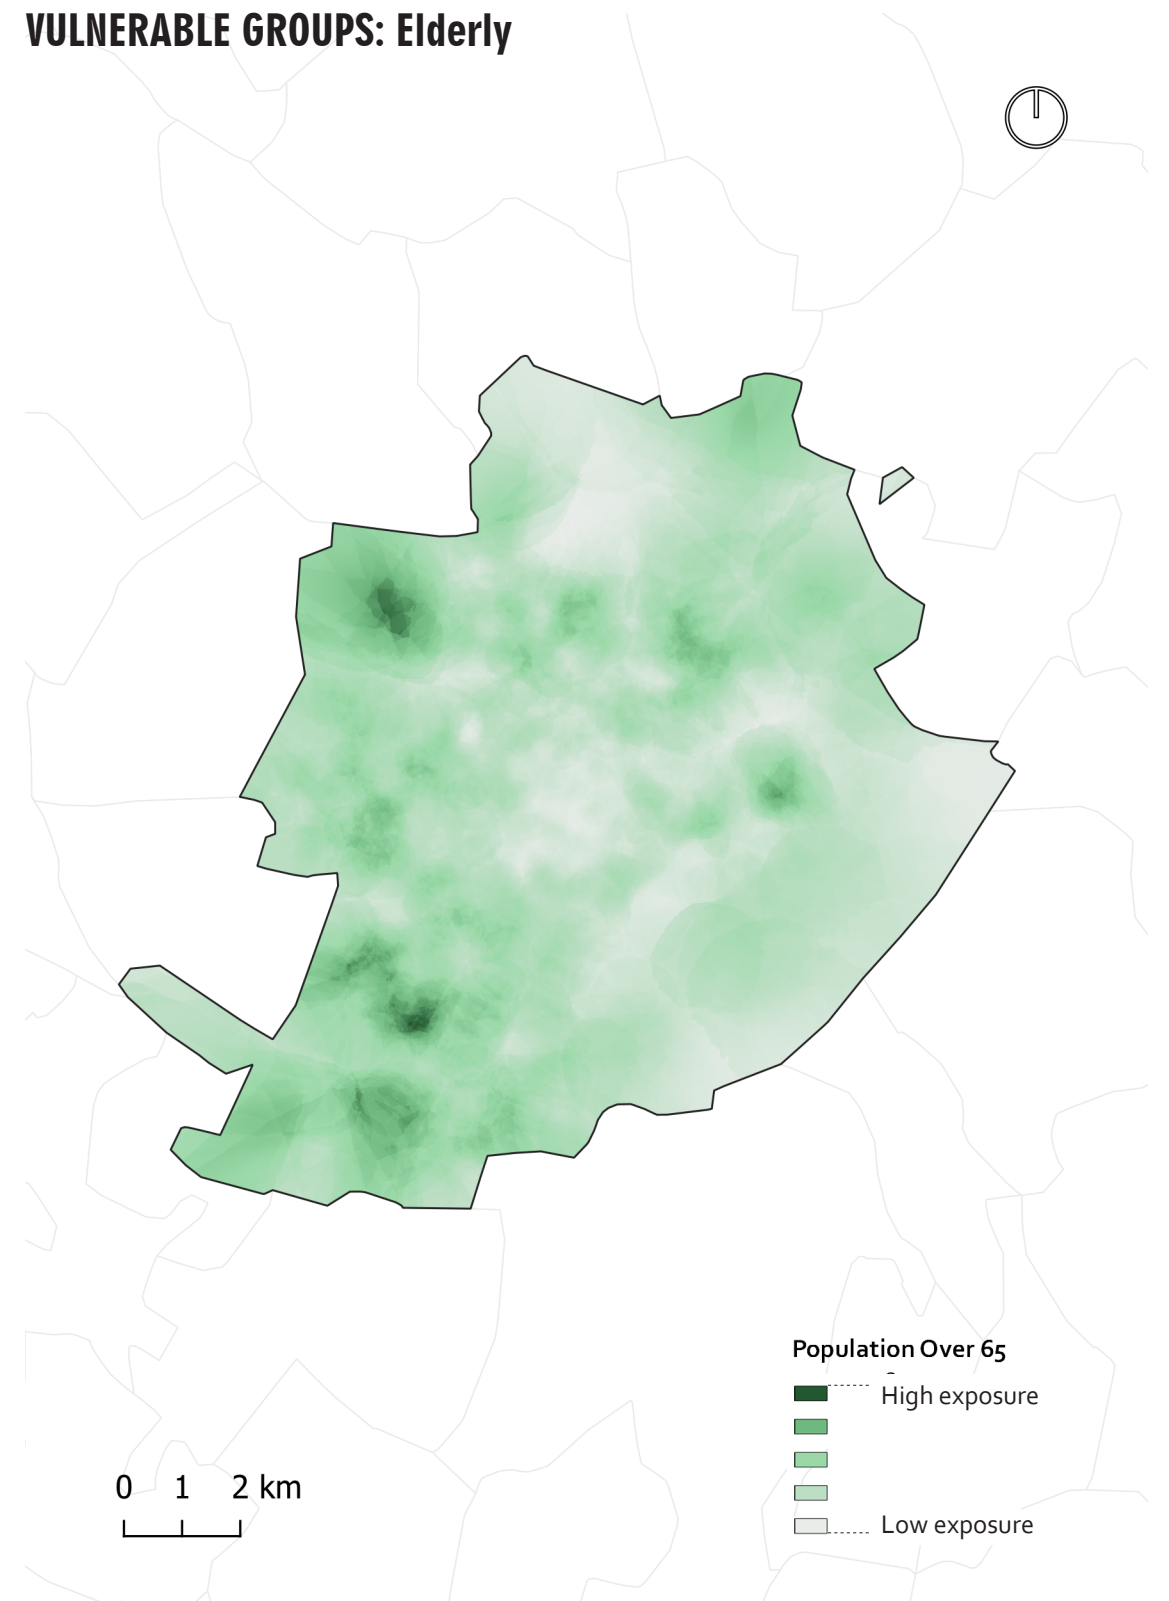 VULNERABLE GROUPS: Elderly
Population Over 65
High exposure
Low exposure
0 1 2 km